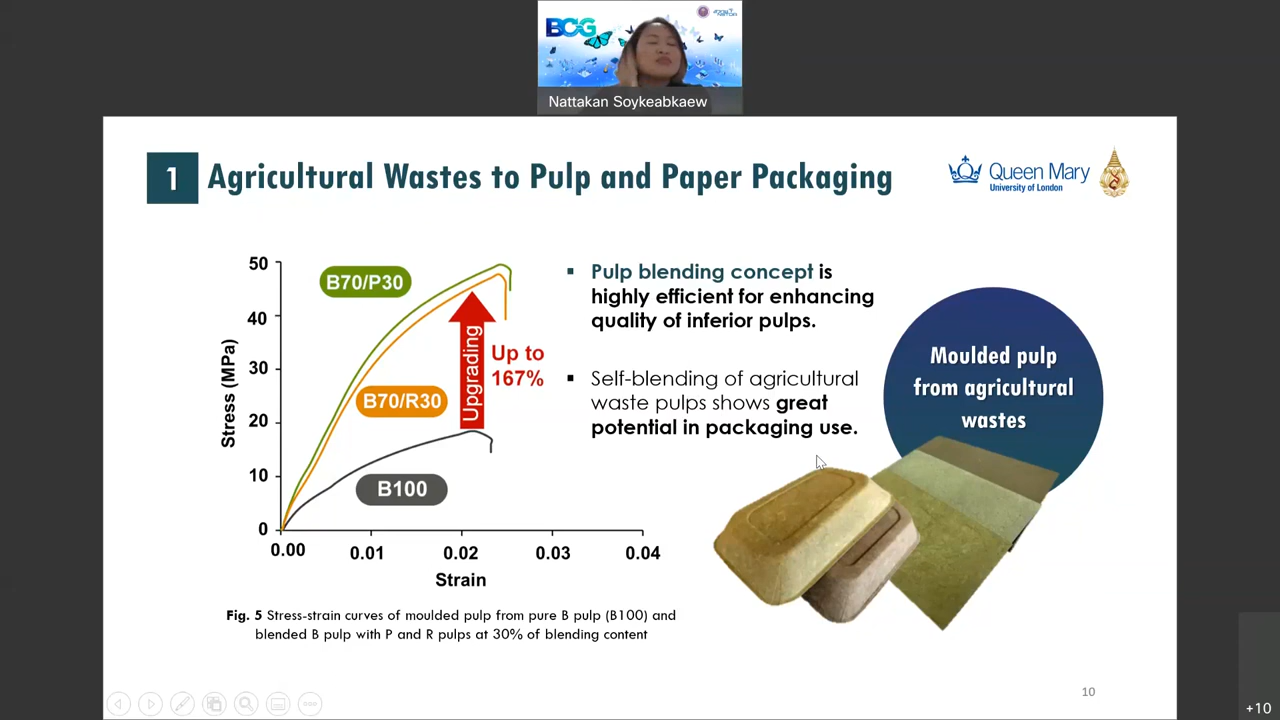 BCG
Nattakan Soykeabkaew
1
Agricultural Wastes to Pulp and Paper Packaging
Queen Mary
University of London
50
40
30
20
10
0
Stress (MPa)
B70/P30
B70/R30
B100
Upgrading
Up to
167%
0.00
0.01
0.02
0.03
0.04
Strain
Fig. 5 Stress-strain curves of moulded pulp from pure B pulp (B100) and
blended B pulp with P and R pulps at 30% of blending content
▪ Pulp blending concept is
highly efficient for enhancing
quality of inferior pulps.
▪ Self-blending of agricultural
waste pulps shows great
potential in packaging use.
Moulded pulp
from agricultural
wastes
10
+10